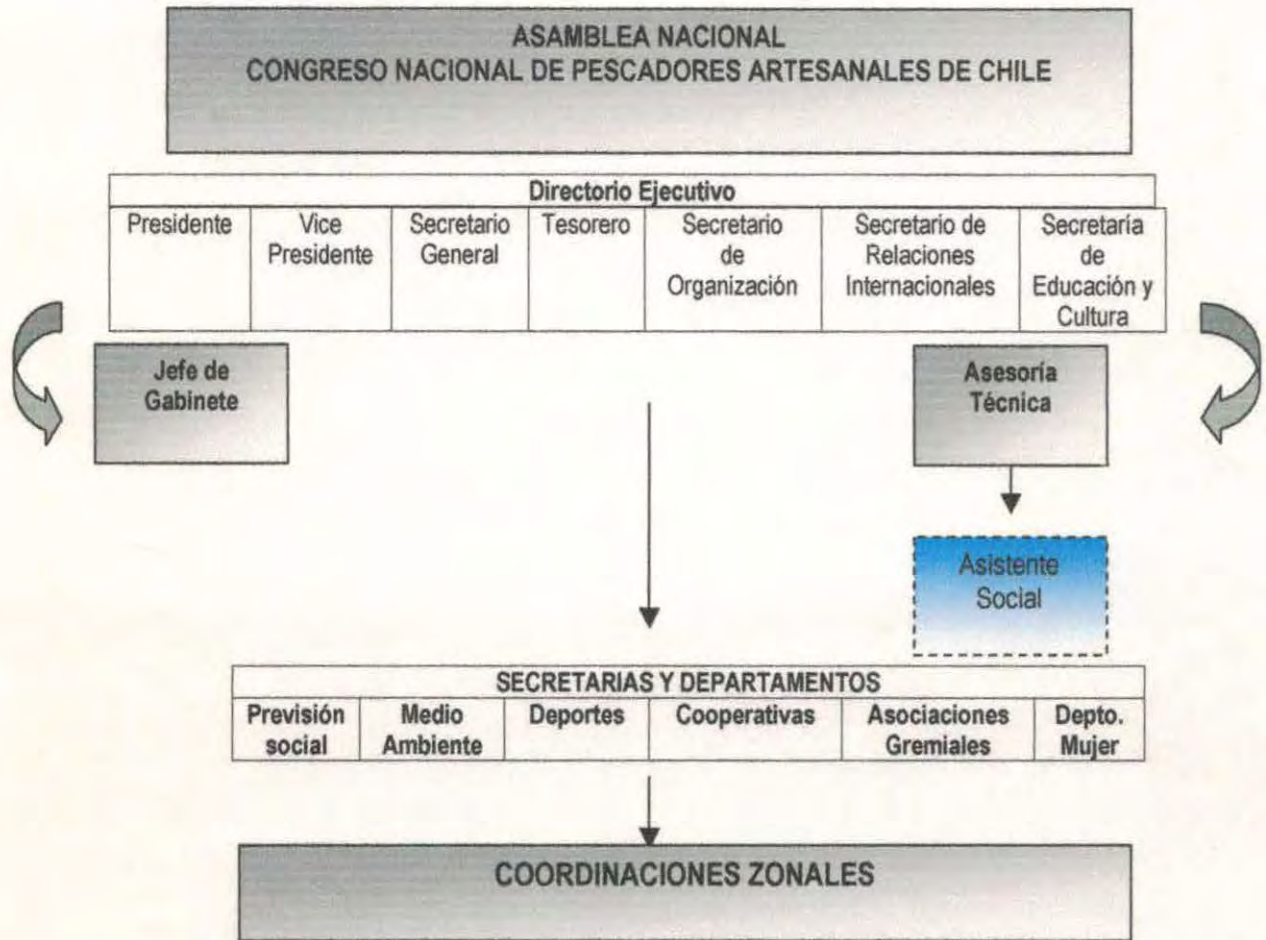 ASAMBLEA NACIONAL
CONGRESO NACIONAL DE PESCADORES ARTESANALES DE CHILE
Directorio Ejecutivo
Presidente
Vice
Presidente
Secretario
General
Tesorero
Secretario
de
Organización
Secretario de
Relaciones
Internacionales
Secretaría
de
Educación y
Cultura
Jefe de
Gabinete
Asesoría
Técnica
Asistente
Social
SECRETARIAS Y DEPARTAMENTOS
Previsión
social
Medio
Ambiente
Deportes
Cooperativas
Asociaciones
Gremiales
Depto.
Mujer
COORDINACIONES ZONALES